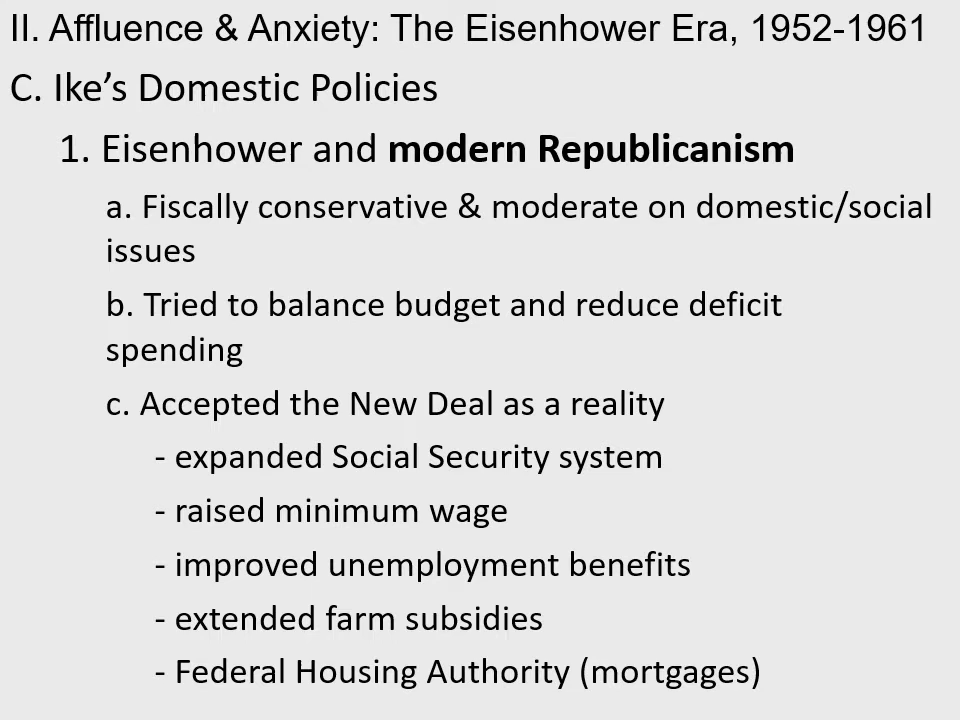 II. Affluence & Anxiety: The Eisenhower Era, 1952-1961
C. Ike’s Domestic Policies
1. Eisenhower and modern Republicanism
a. Fiscally conservative & moderate on domestic/social
issues
b. Tried to balance budget and reduce deficit
spending
c. Accepted the New Deal as a reality
- expanded Social Security system
- raised minimum wage
- improved unemployment benefits
- extended farm subsidies
- Federal Housing Authority (mortgages)